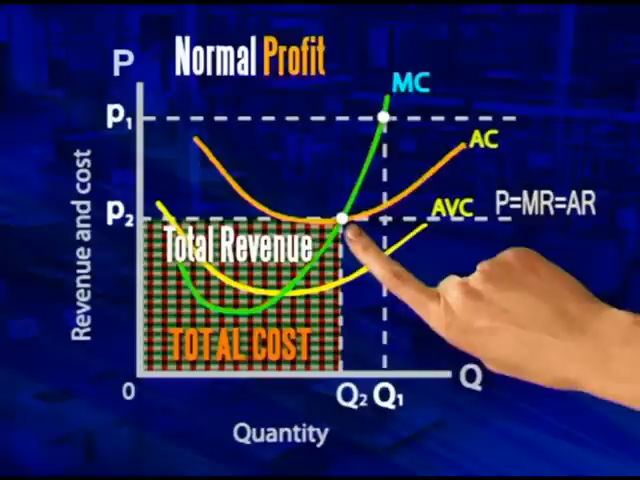 Normal Profit
P
MC
P1
AC
Revenue and cost
P2
AVC
P=MR=AR
Total Revenue
TOTAL COST
0
Q2 Q1
Q
Quantity